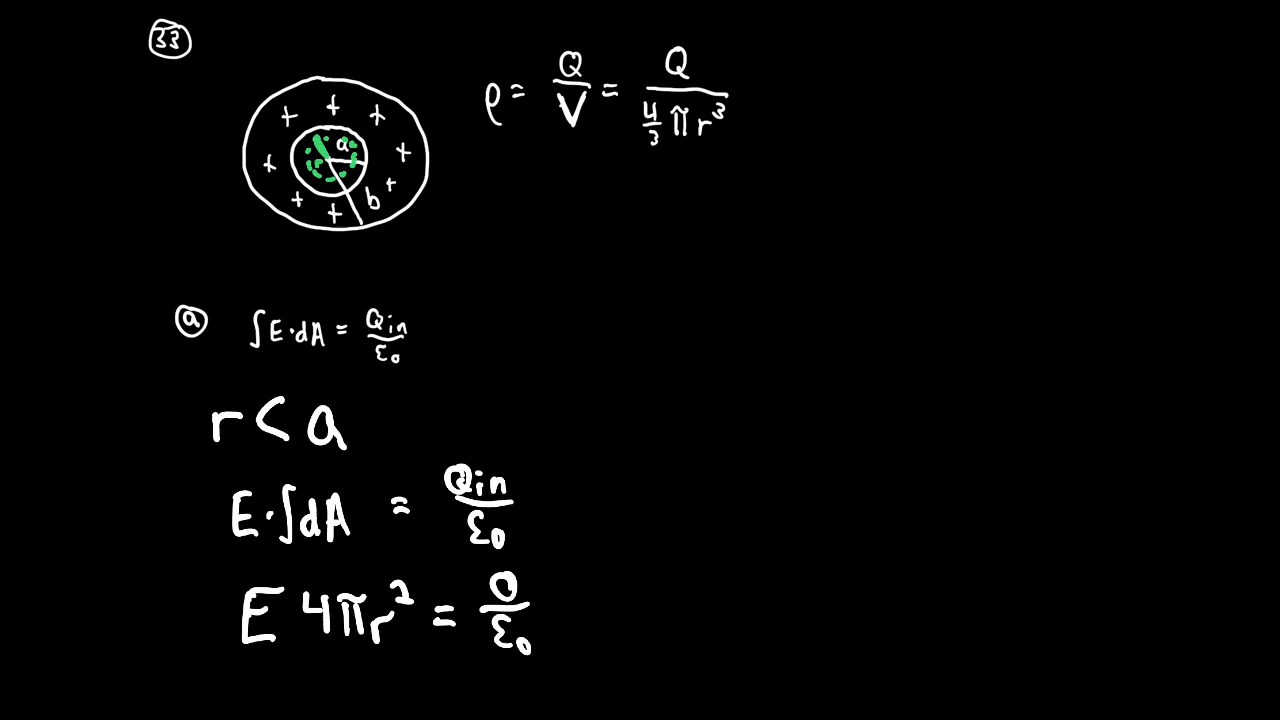 33
ρ = Q/V = Q/(4/3 π r³)
+ + + + + + + + +
a
b
a
∫E·dA = Qin/ε₀
r < a
E·∫dA = Qin/ε₀
E 4πr² = 0/ε₀